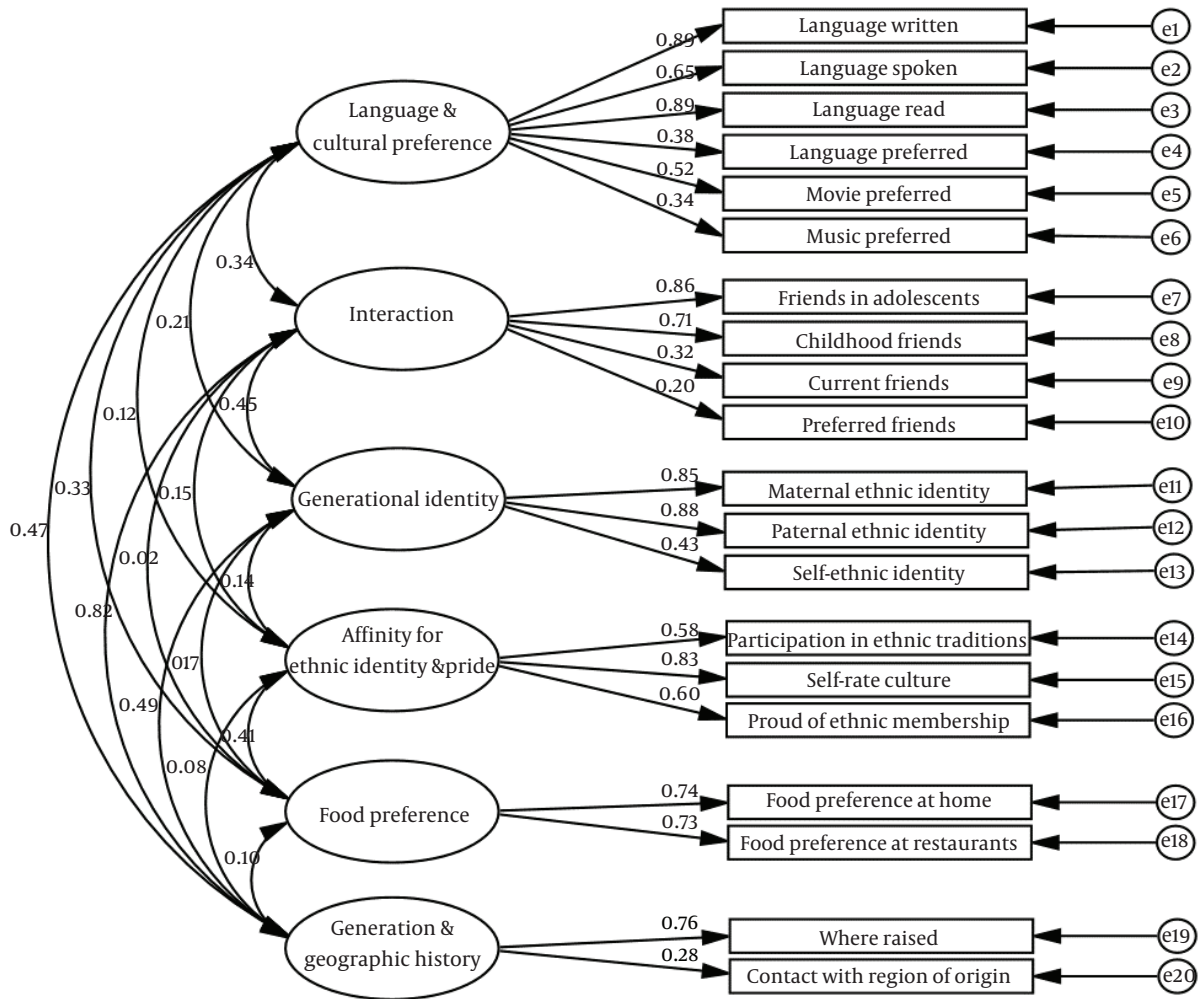 Language written
e1
0.89
Language spoken
e2
0.65
Language &
cultural preference
Language read
e3
0.89
Language preferred
e4
0.38
Movie preferred
e5
0.52
Music preferred
e6
0.34
0.34
Interaction
Friends in adolescents
e7
0.86
Childhood friends
e8
0.71
Current friends
e9
0.32
Preferred friends
e10
0.20
0.21
0.45
0.12
Generational identity
Maternal ethnic identity
e11
0.85
Paternal ethnic identity
e12
0.88
Self-ethnic identity
e13
0.43
0.33
0.15
0.47
0.02
0.14
0.82
Affinity for
ethnic identity &pride
Participation in ethnic traditions
e14
0.58
Self-rate culture
e15
0.83
Proud of ethnic membership
e16
0.60
017
0.49
0.41
0.08
Food preference
Food preference at home
e17
0.74
Food preference at restaurants
e18
0.73
0.10
Generation &
geographic history
Where raised
e19
0.76
Contact with region of origin
e20
0.28